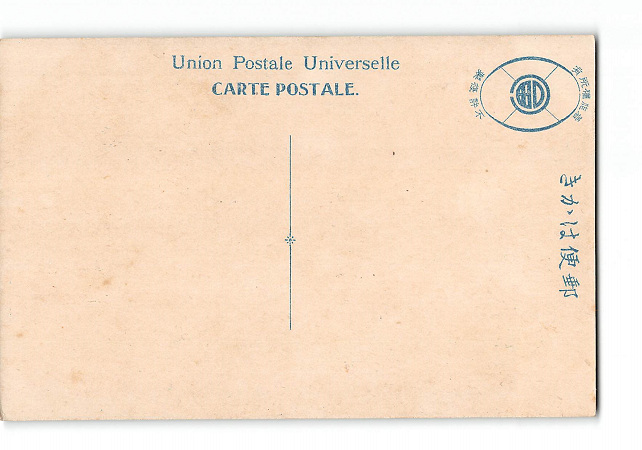 Union Postale Universelle
CARTE POSTALE.
きかは便郵